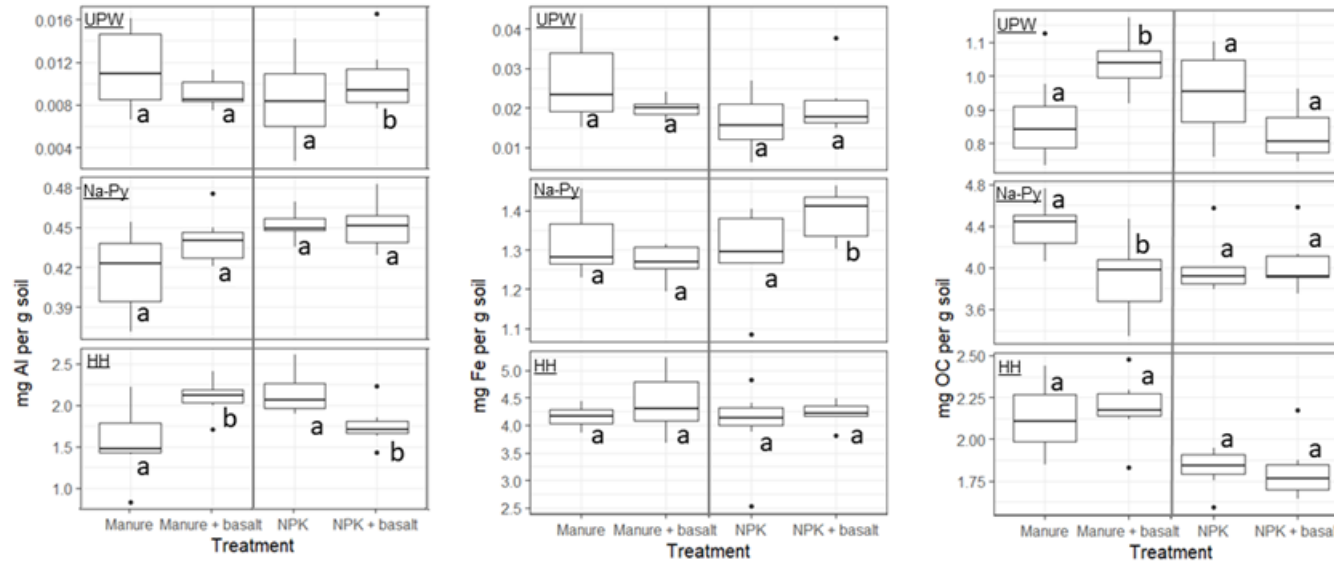 mg Al per g soil
UPW
0.016
0.012
0.008
0.004
a
a
a
b
Na-Py
0.48
0.45
0.42
0.39
a
a
a
a
HH
2.5
2.0
1.5
1.0
a
b
a
b
Manure
Manure + basalt
NPK
NPK + basalt
Treatment
mg Fe per g soil
UPW
0.04
0.03
0.02
0.01
a
a
a
a
Na-Py
1.4
1.3
1.2
1.1
a
a
a
b
HH
5.0
4.5
4.0
3.5
3.0
2.5
a
a
a
a
Manure
Manure + basalt
NPK
NPK + basalt
Treatment
mg OC per g soil
UPW
1.1
1.0
0.9
0.8
a
b
a
a
Na-Py
4.8
4.4
4.0
3.6
a
b
a
a
HH
2.50
2.25
2.00
1.75
a
a
a
a
Manure
Manure + basalt
NPK
NPK + basalt
Treatment